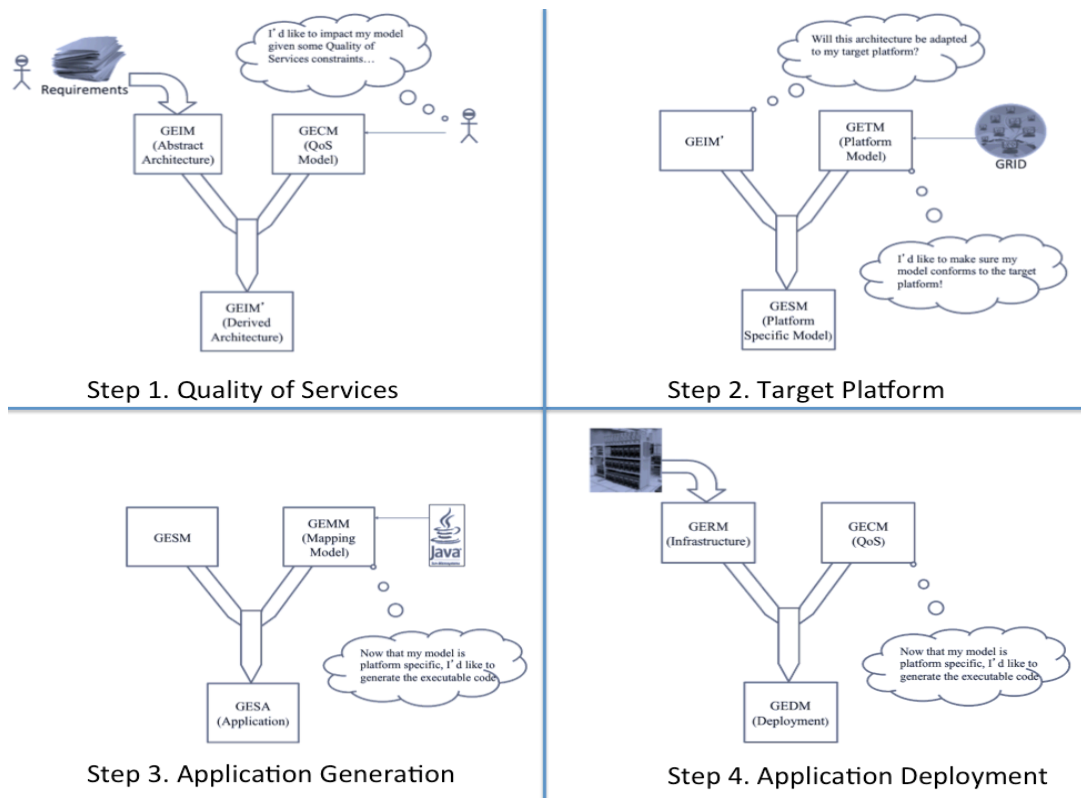 I'd like to impact my model
given some Quality of
Services constraints…
Requirements
GEIM
(Abstract
Architecture)
GECM
(QoS
Model)
GEIM'
(Derived
Architecture)
Step 1. Quality of Services
Will this architecture be adapted
to my target platform?
GEIM'
GETM
(Platform
Model)
GRID
I'd like to make sure my
model conforms to the target
platform!
GESM
(Platform
Specific Model)
Step 2. Target Platform
GESM
GEMM
(Mapping
Model)
Java
Now that my model is
platform specific, I'd like to
generate the executable code
GESA
(Application)
Step 3. Application Generation
GERM
(Infrastructure)
GECM
(QoS)
Now that my model is
platform specific, I'd like to
generate the executable code
GEDM
(Deployment)
Step 4. Application Deployment